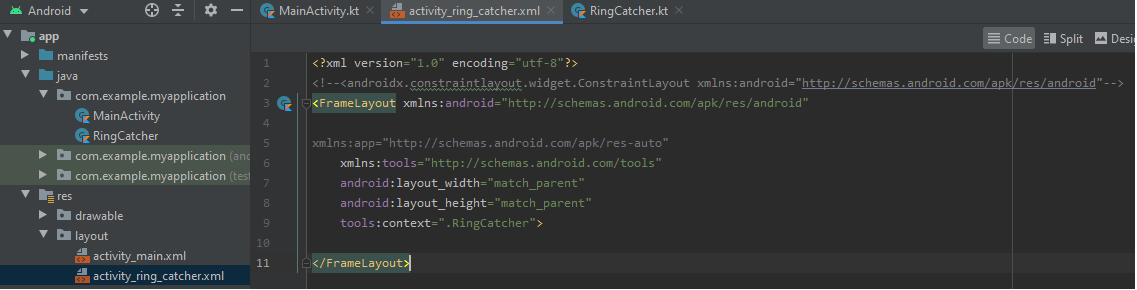 Android
MainActivity.kt
activity_ring_catcher.xml
RingCatcher.kt
app
manifests
java
com.example.myapplication
MainActivity
RingCatcher
com.example.myapplication (and
com.example.myapplication (test
res
drawable
layout
activity_main.xml
activity_ring_catcher.xml
Code
Split
Desi
1 <?xml version="1.0" encoding="utf-8"?>
2 <!--<androidx.constraintlayout.widget.ConstraintLayout xmlns:android="http://schemas.android.com/apk/res/android"-->
3 <FrameLayout xmlns:android="http://schemas.android.com/apk/res/android"
4
5 xmlns:app="http://schemas.android.com/apk/res-auto"
6 xmlns:tools="http://schemas.android.com/tools"
7 android:layout_width="match_parent"
8 android:layout_height="match_parent"
9 tools:context=".RingCatcher">
10
11 </FrameLayout>